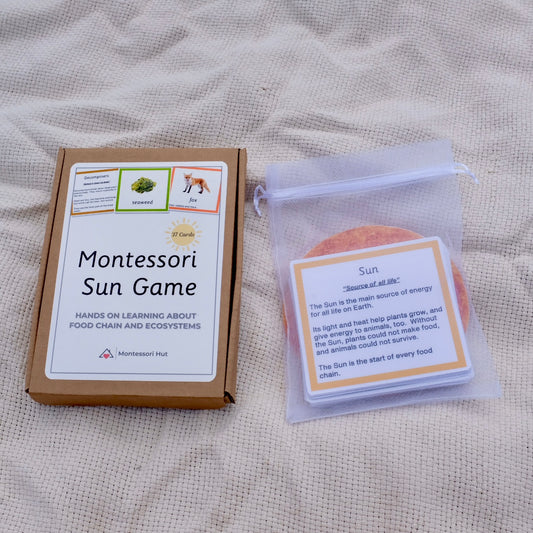 Decomposers
seaweed
fox
37 Cards
Montessori
Sun Game
HANDS ON LEARNING ABOUT
FOOD CHAIN AND ECOSYSTEMS
Montessori Hut
Sun
"Source of all life"
The Sun is the main source of energy
for all life on Earth.
Its light and heat help plants grow, and
give energy to animals, too. Without
the Sun, plants could not make food,
and animals could not survive.
The Sun is the start of every food
chain.